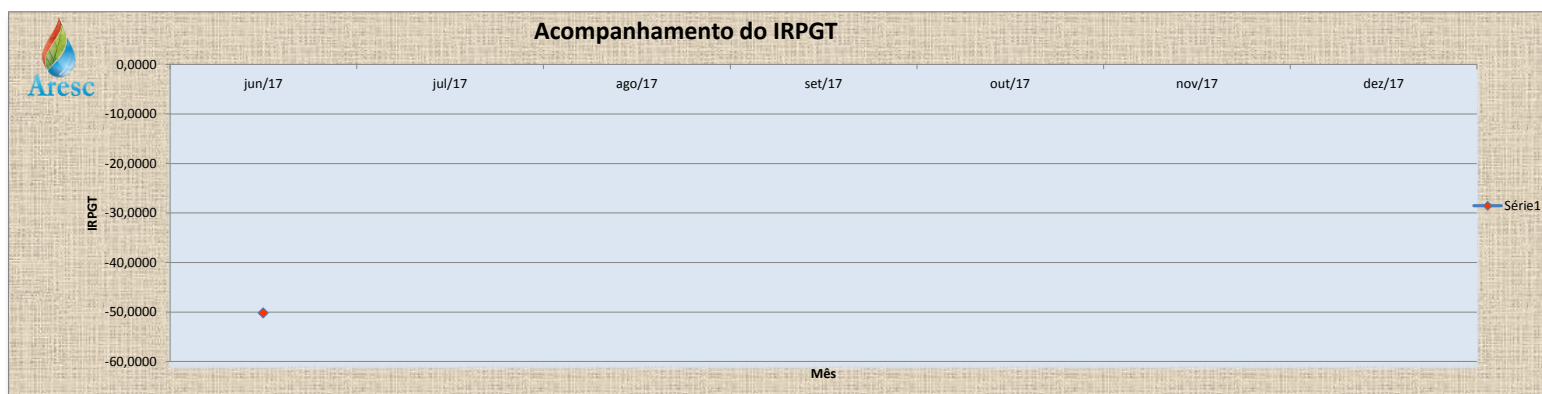 Acompanhamento do IRPGT
Aresc
0,0000
-10,0000
-20,0000
-30,0000
-40,0000
-50,0000
-60,0000
IRPGT
jun/17 jul/17 ago/17 set/17 out/17 nov/17 dez/17
Série1
Mês